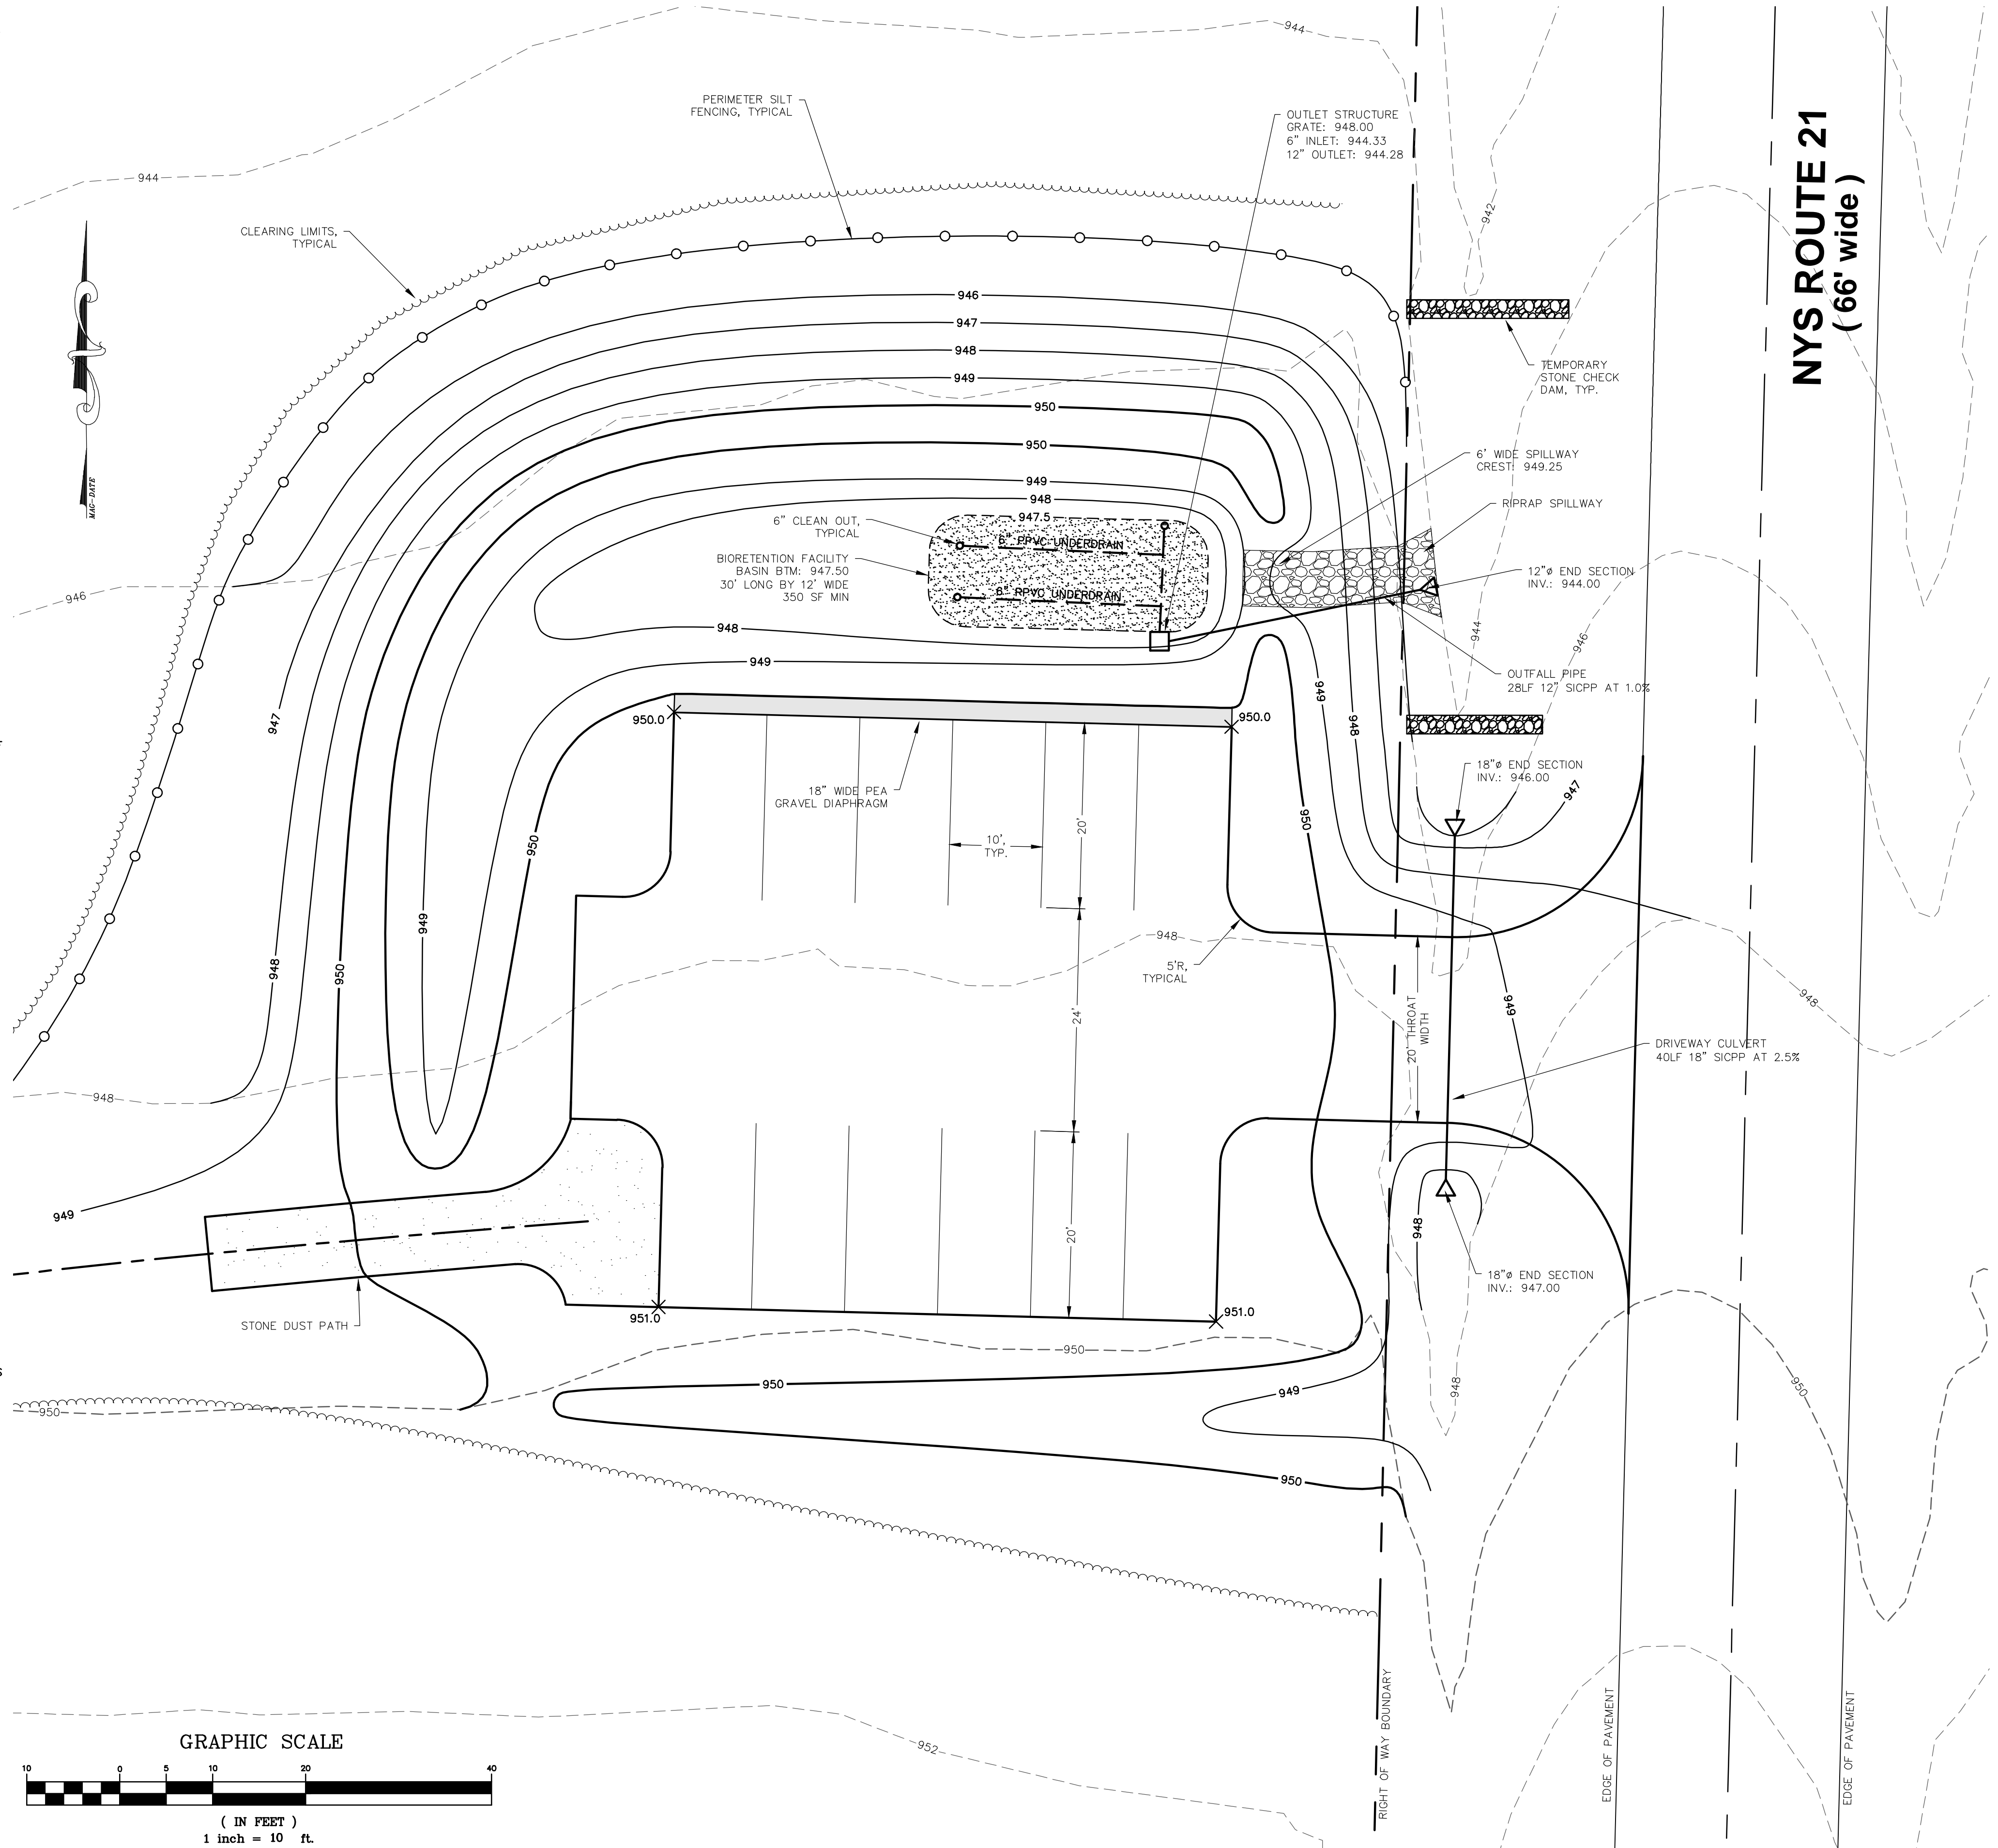 944
PERIMETER SILT
FENCING, TYPICAL
OUTLET STRUCTURE
GRATE: 948.00
6" INLET: 944.33
12" OUTLET: 944.28
NYS ROUTE 21
( 66' wide )
944
CLEARING LIMITS,
TYPICAL
942
MAG-DATE
946
947
948
949
950
950
949
948
947.5
TEMPORARY
STONE CHECK
DAM, TYP.
6' WIDE SPILLWAY
CREST: 949.25
RIPRAP SPILLWAY
6" CLEAN OUT,
TYPICAL
6" PPVC UNDERDRAIN
BIORETENTION FACILITY
BASIN BTM: 947.50
30' LONG BY 12' WIDE
350 SF MIN
6" RPVC UNDERDRAIN
12"ø END SECTION
INV.: 944.00
946
944
946
948
949
949
948
OUTFALL PIPE
28LF 12" SICPP AT 1.0%
947
950.0
950.0
18"ø END SECTION
INV.: 946.00
947
18" WIDE PEA
GRAVEL DIAPHRAGM
20'
10',
TYP.
950
950
949
948
950
948
5'R,
TYPICAL
24'
20' THROAT
WIDTH
949
948
DRIVEWAY CULVERT
40LF 18" SICPP AT 2.5%
948
949
20'
948
18"ø END SECTION
INV.: 947.00
STONE DUST PATH
951.0
951.0
950
950
949
948
950
950
950
RIGHT OF WAY BOUNDARY
EDGE OF PAVEMENT
EDGE OF PAVEMENT
952
GRAPHIC SCALE
10 0 5 10 20 40
( IN FEET )
1 inch = 10 ft.